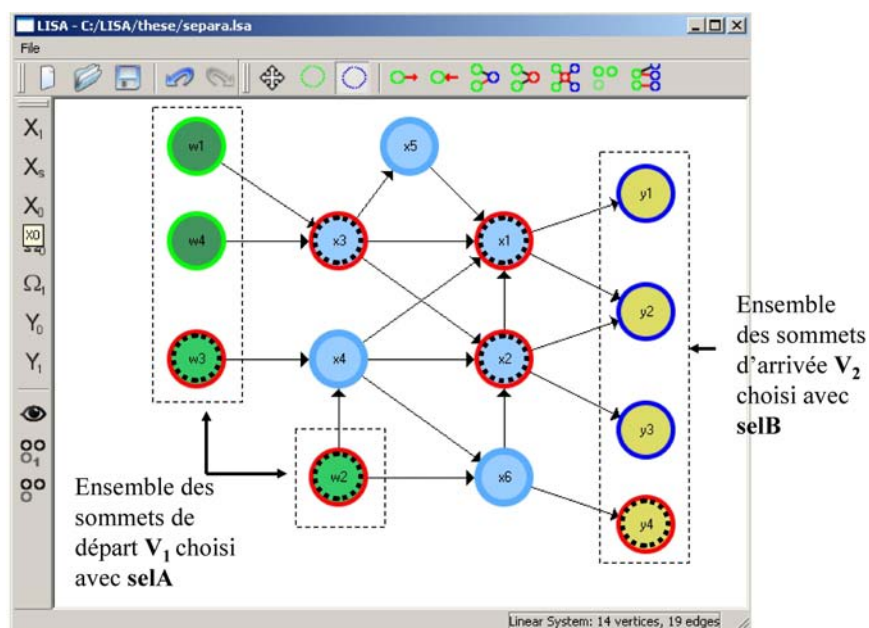 LISA - C:/LISA/these/separa.lsa
File
X₁
Xₛ
X₀
X0
Ω₁
Y₀
Y₁
w1
x5
y1
w4
x3
x1
y2
w3
x4
x2
y3
w2
x6
y4
Ensemble
des sommets
d'arrivée V₂
choisi avec
selB
Ensemble des
sommets de
départ V₁ choisi
avec selA
Linear System: 14 vertices, 19 edges